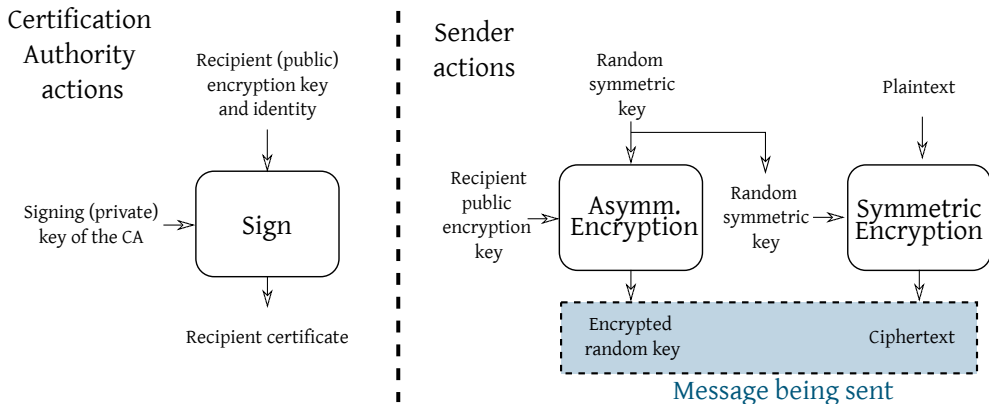 Certification
Authority
actions
Recipient (public)
encryption key
and identity
Signing (private)
key of the CA
Sign
Recipient certificate
Sender
actions
Random
symmetric
key
Plaintext
Recipient
public
encryption
key
Asymm.
Encryption
Random
symmetric
key
Symmetric
Encryption
Encrypted
random key
Ciphertext
Message being sent